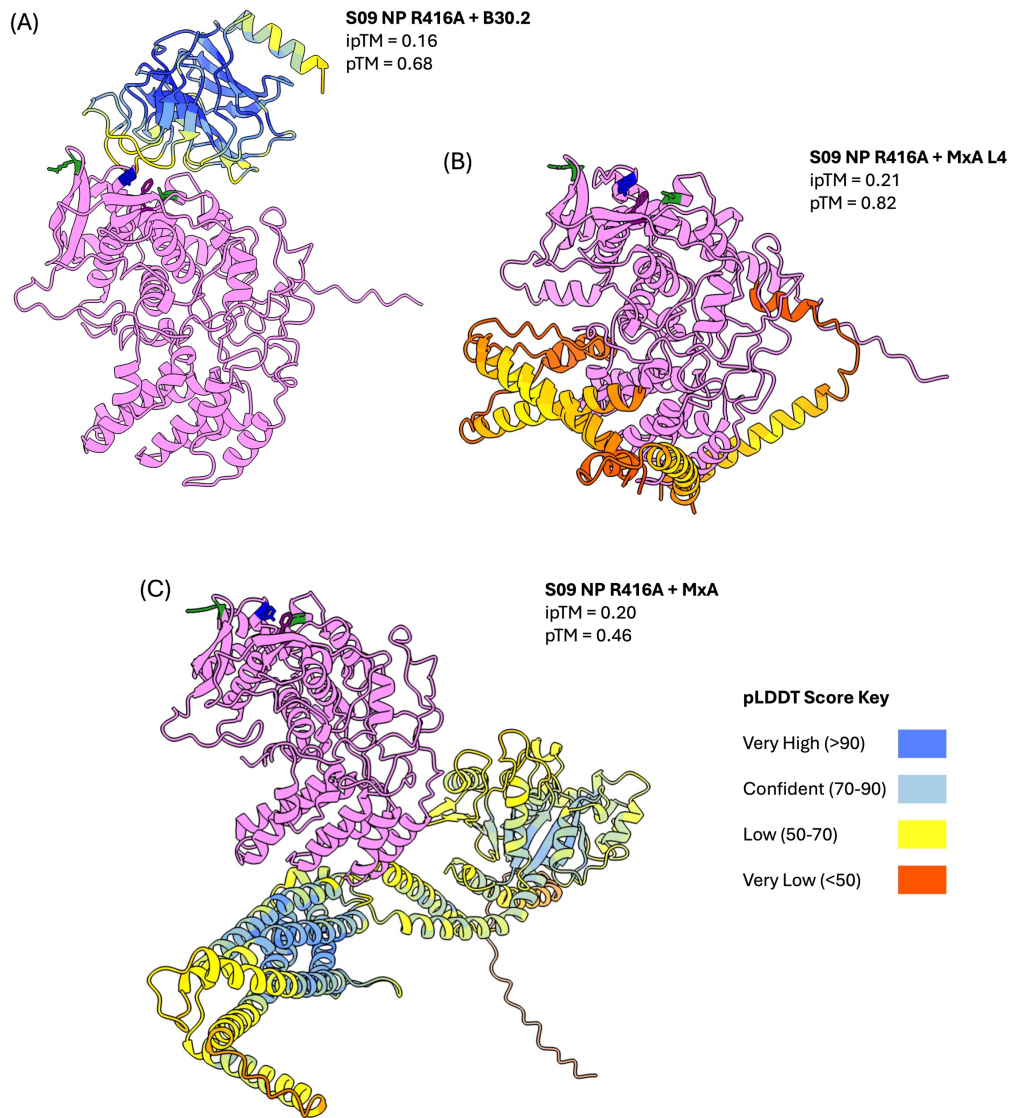 (A)
S09 NP R416A + B30.2
ipTM = 0.16
pTM = 0.68
(B)
S09 NP R416A + MxA L4
ipTM = 0.21
pTM = 0.82
(C)
S09 NP R416A + MxA
ipTM = 0.20
pTM = 0.46
pLDDT Score Key
Very High (>90)
Confident (70-90)
Low (50-70)
Very Low (<50)